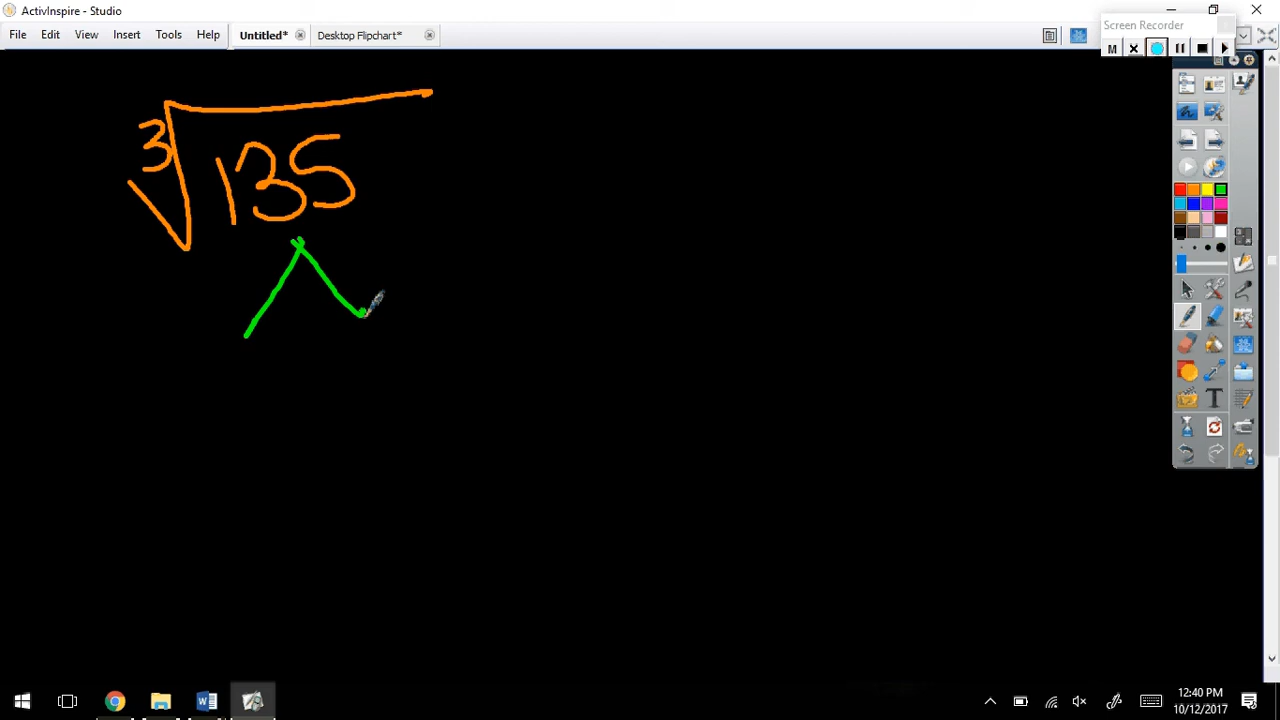 ActivInspire - Studio
Screen Recorder
File Edit View Insert Tools Help Untitled* Desktop Flipchart*
M
3
135
12:40 PM
10/12/2017